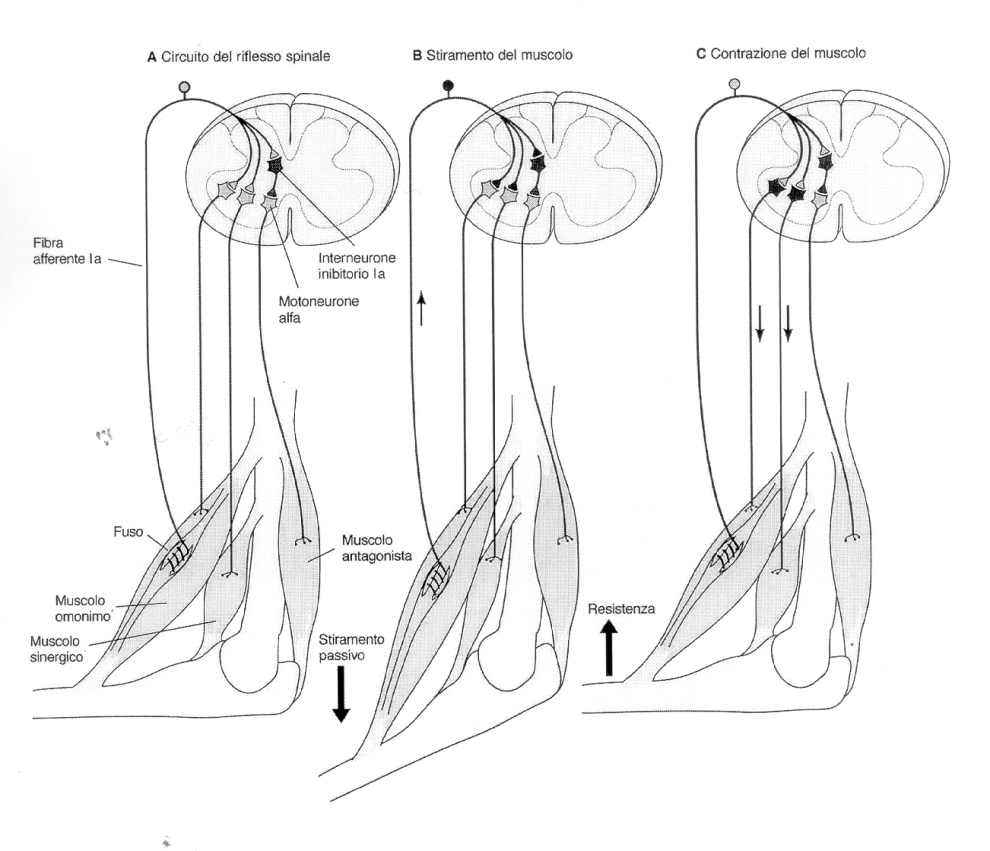 A Circuito del riflesso spinale
B Stiramento del muscolo
C Contrazione del muscolo
Fibra
afferente Ia
Interneurone
inibitorio Ia
Motoneurone
alfa
Fuso
Muscolo
antagonista
Muscolo
omonimo
Muscolo
sinergico
Stiramento
passivo
Resistenza